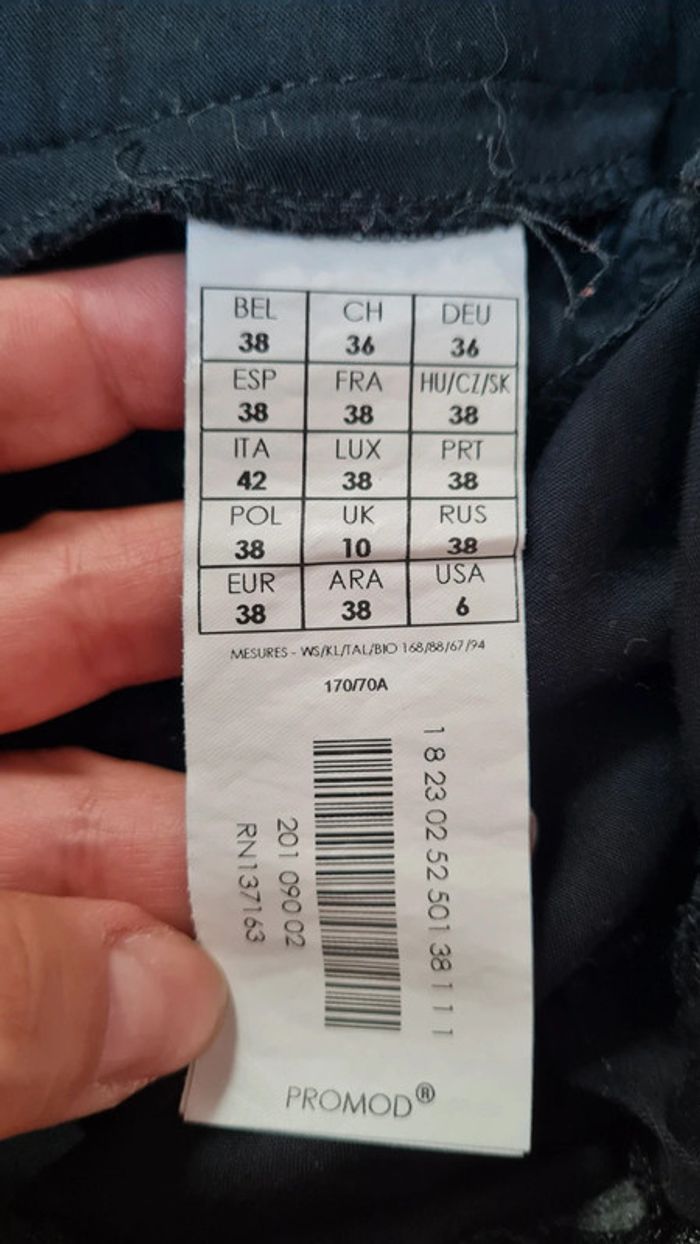 BEL CH DEU
38 36 36
ESP FRA HU/CZ/SK
38 38 38
ITA LUX PRT
42 38 38
POL UK RUS
38 10 38
EUR ARA USA
38 38 6
MESURES - WS/KL/TAL/BIO 168/88/67/94
170/70A
1 8 23 02 52 501 38 1 1 1
201 090 02
RN137163
PROMOD®